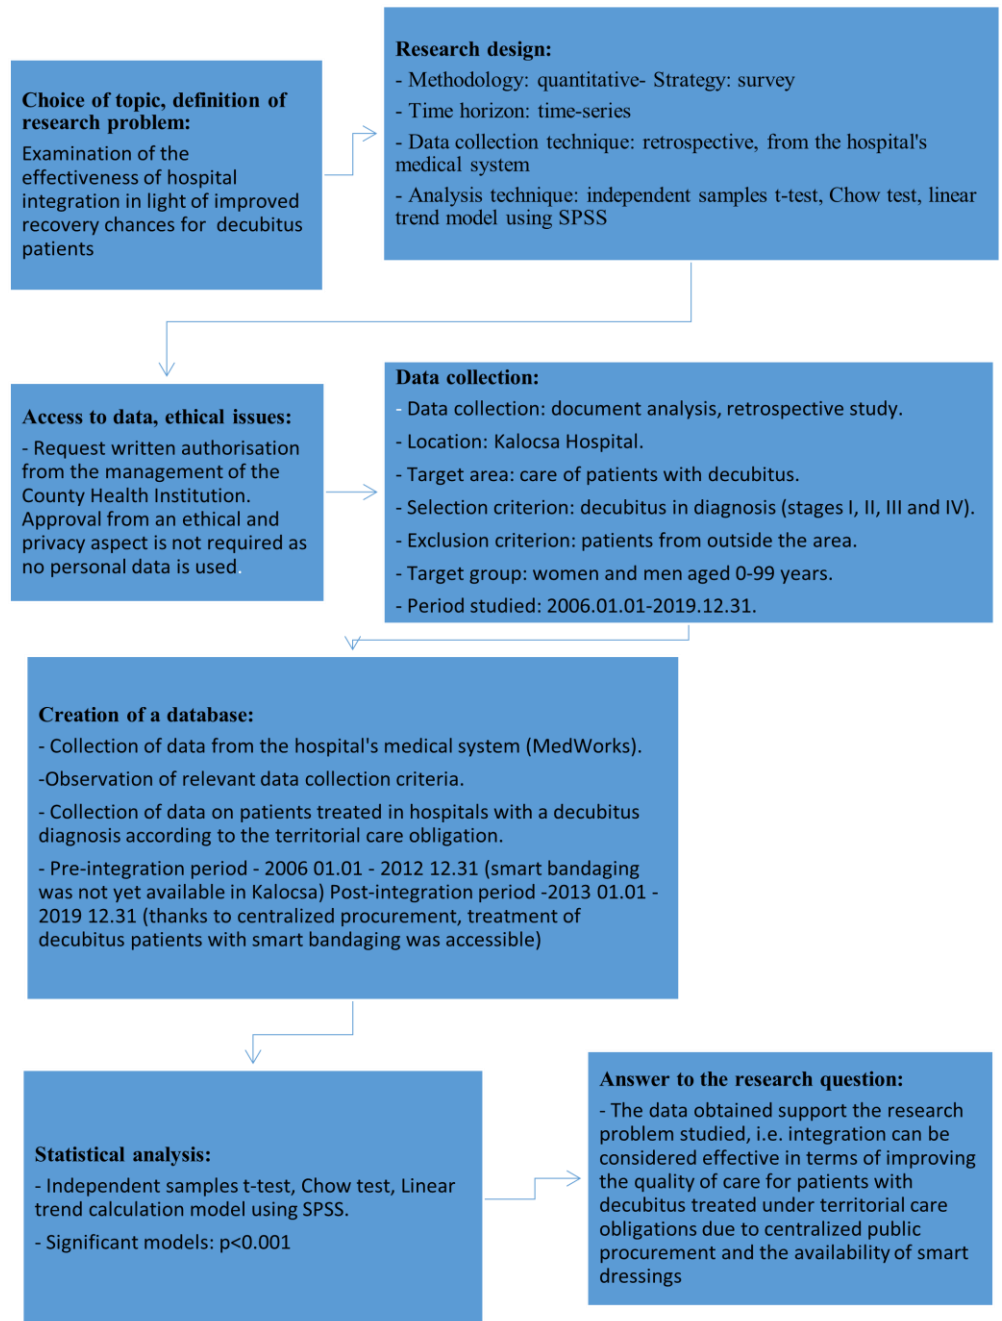 Choice of topic, definition of
research problem:
Examination of the
effectiveness of hospital
integration in light of improved
recovery chances for  decubitus
patients
Research design:
- Methodology: quantitative- Strategy: survey
- Time horizon: time-series
- Data collection technique: retrospective, from the hospital's
medical system
- Analysis technique: independent samples t-test, Chow test, linear
trend model using SPSS
Access to data, ethical issues:
- Request written authorisation
from the management of the
County Health Institution.
Approval from an ethical and
privacy aspect is not required as
no personal data is used.
Data collection:
- Data collection: document analysis, retrospective study.
- Location: Kalocsa Hospital.
- Target area: care of patients with decubitus.
- Selection criterion: decubitus in diagnosis (stages I, II, III and IV).
- Exclusion criterion: patients from outside the area.
- Target group: women and men aged 0-99 years.
- Period studied: 2006.01.01-2019.12.31.
Creation of a database:
- Collection of data from the hospital's medical system (MedWorks).
-Observation of relevant data collection criteria.
- Collection of data on patients treated in hospitals with a decubitus
diagnosis according to the territorial care obligation.
- Pre-integration period - 2006 01.01 - 2012 12.31 (smart bandaging
was not yet available in Kalocsa) Post-integration period -2013 01.01 -
2019 12.31 (thanks to centralized procurement, treatment of
decubitus patients with smart bandaging was accessible)
Statistical analysis:
- Independent samples t-test, Chow test, Linear
trend calculation model using SPSS.
- Significant models: p<0.001
Answer to the research question:
- The data obtained support the research
problem studied, i.e. integration can be
considered effective in terms of improving
the quality of care for patients with
decubitus treated under territorial care
obligations due to centralized public
procurement and the availability of smart
dressings